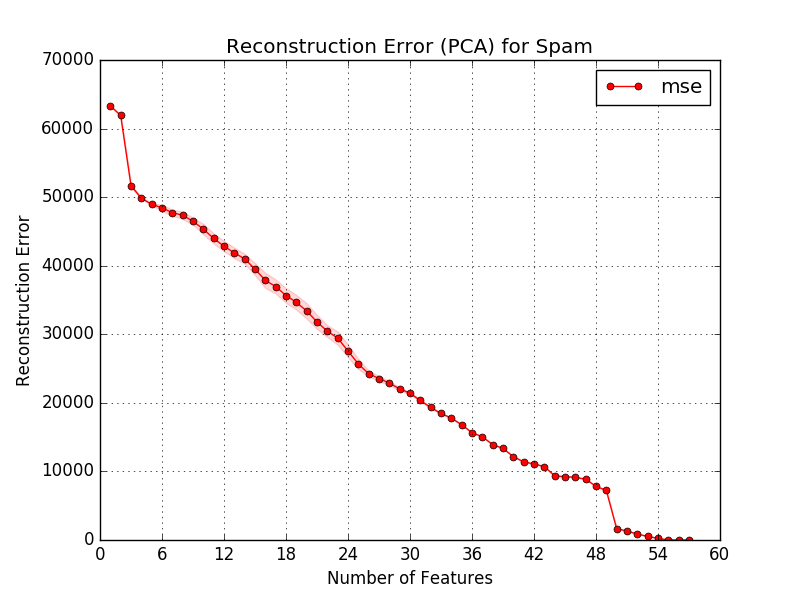 Reconstruction Error (PCA) for Spam
mse
70000
60000
50000
40000
30000
20000
10000
0
Reconstruction Error
0 6 12 18 24 30 36 42 48 54 60
Number of Features